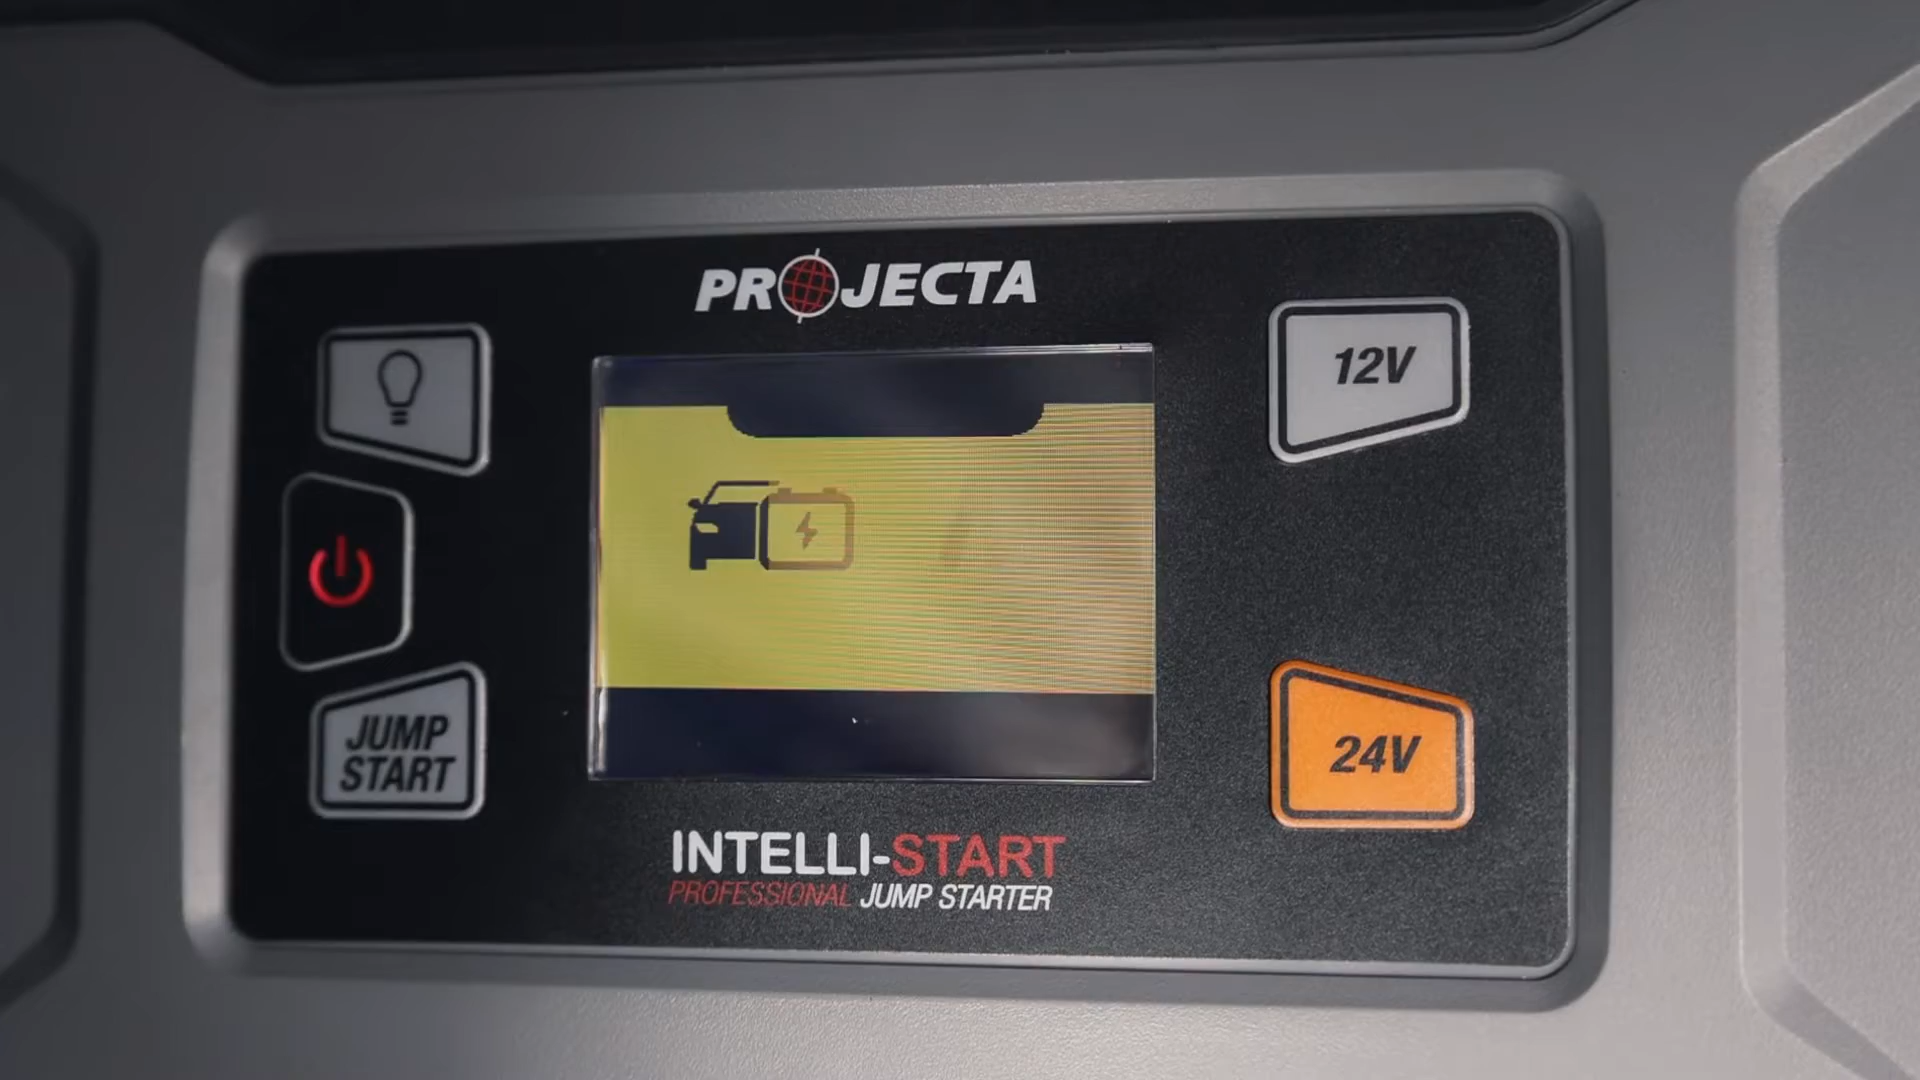 PROJECTA
12V
JUMP
START
24V
INTELLI-START
PROFESSIONAL JUMP STARTER